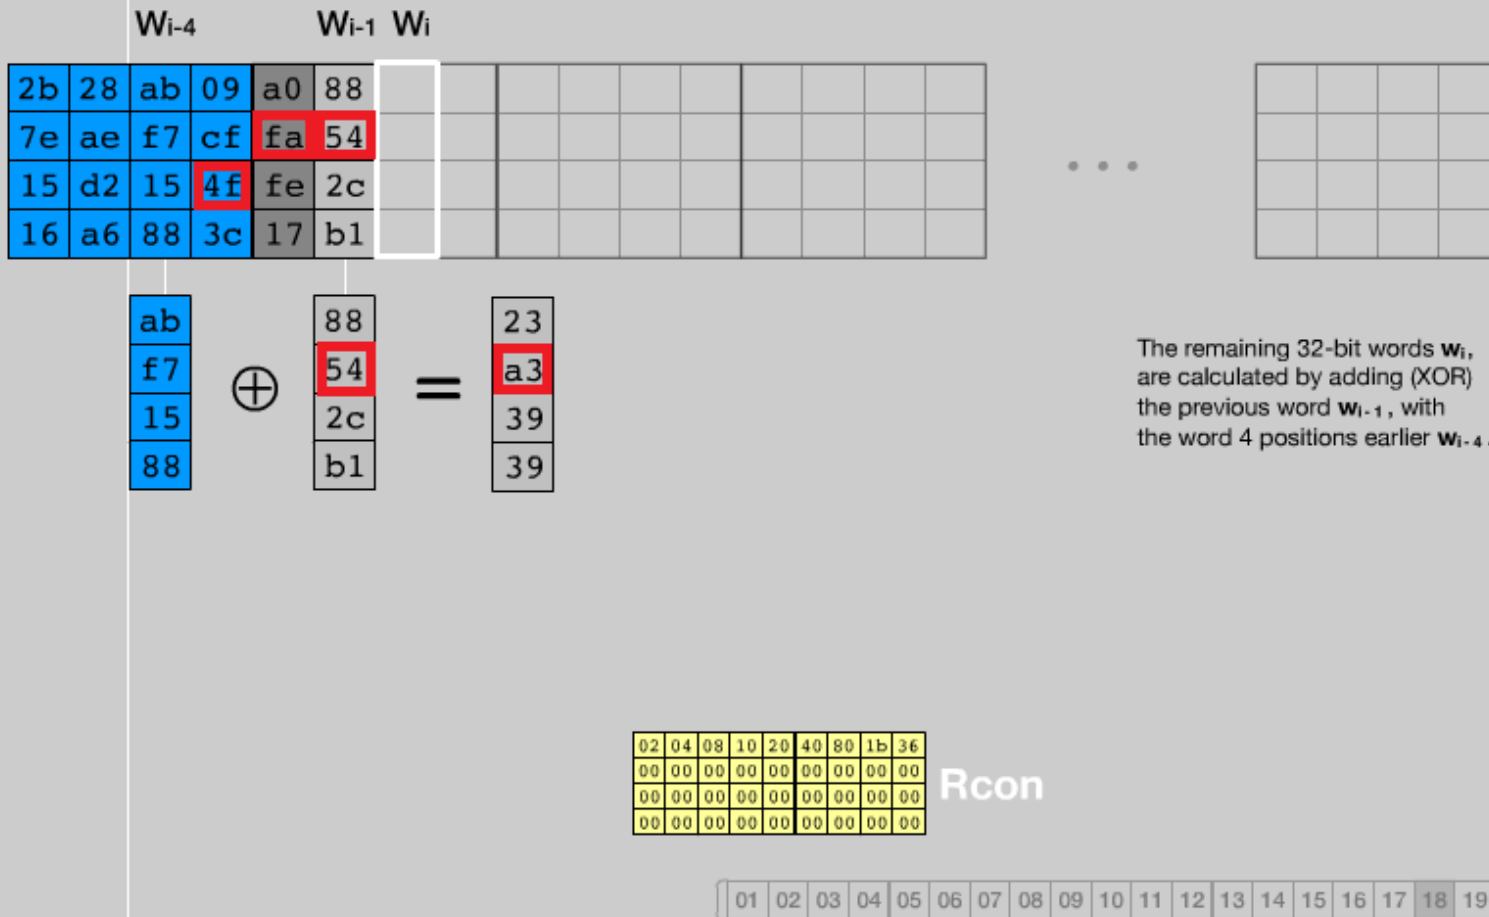 Wi-4 Wi-1 Wi
2b 28 ab 09 a0 88
7e ae f7 cf fa 54
15 d2 15 4f fe 2c
16 a6 88 3c 17 b1
ab 88 23
f7 54 a3
15 ⊕ 2c = 39
88 b1 39
The remaining 32-bit words wi,
are calculated by adding (XOR)
the previous word wi-1, with
the word 4 positions earlier wi-4.
02 04 08 10 20 40 80 1b 36
00 00 00 00 00 00 00 00 00
00 00 00 00 00 00 00 00 00
00 00 00 00 00 00 00 00 00
Rcon
01 02 03 04 05 06 07 08 09 10 11 12 13 14 15 16 17 18 19